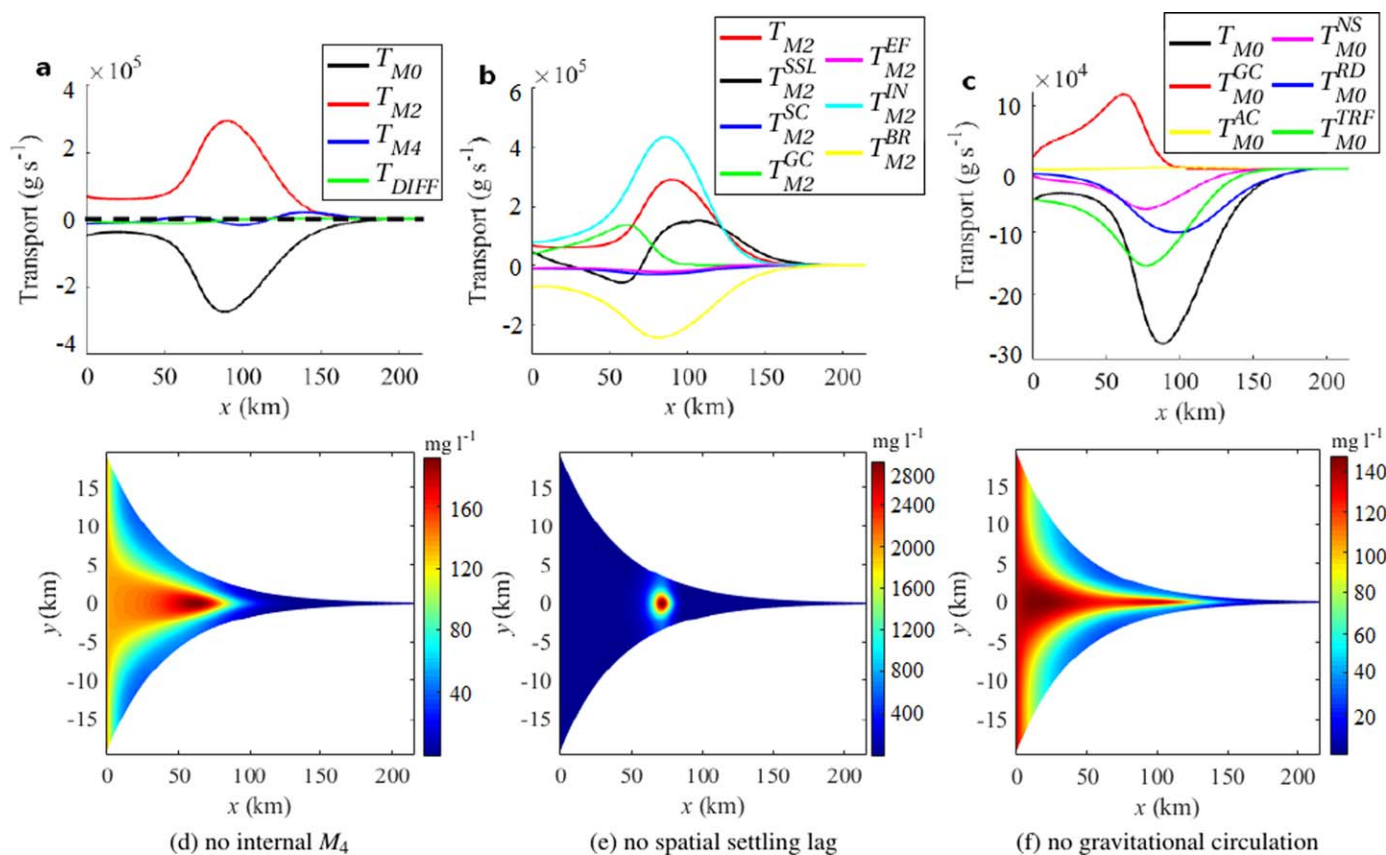 a
×10⁵
T_M0
T_M2
T_M4
T_DIFF
Transport (g s⁻¹)
4
2
0
-2
-4
0 50 100 150 200
x (km)
b
×10⁵
T_M2
T_M2^SSL
T_M2^SC
T_M2^GC
T_M2^EF
T_M2^IN
T_M2^BR
Transport (g s⁻¹)
6
4
2
0
-2
0 50 100 150 200
x (km)
c
×10⁴
T_M0
T_M0^GC
T_M0^AC
T_M0^NS
T_M0^RD
T_M0^TRF
Transport (g s⁻¹)
10
0
-10
-20
-30
0 50 100 150 200
x (km)
mg l⁻¹
y (km)
15
10
5
0
-5
-10
-15
0 50 100 150 200
x (km)
160
120
80
40
(d) no internal M₄
mg l⁻¹
y (km)
15
10
5
0
-5
-10
-15
0 50 100 150 200
x (km)
2800
2400
2000
1600
1200
800
400
(e) no spatial settling lag
mg l⁻¹
y (km)
15
10
5
0
-5
-10
-15
0 50 100 150 200
x (km)
140
120
100
80
60
40
20
(f) no gravitational circulation